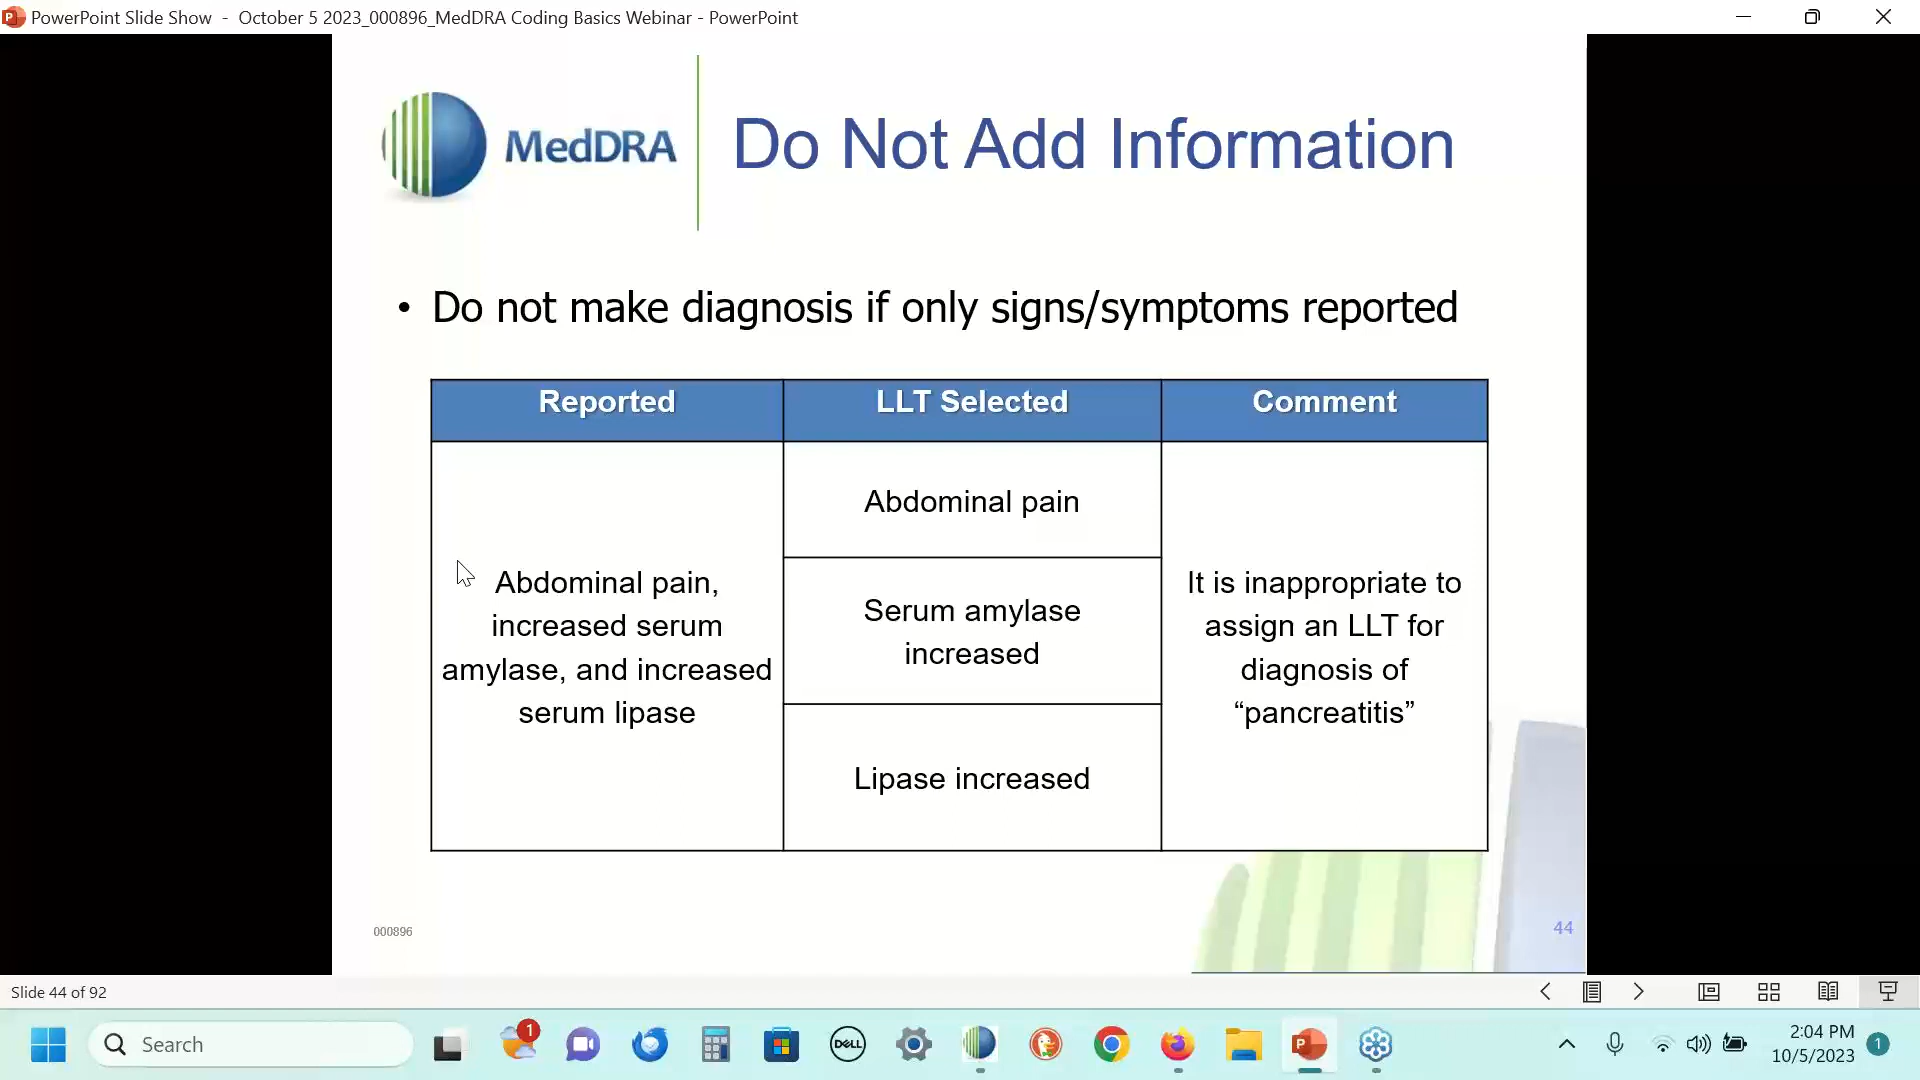 PowerPoint Slide Show - October 5 2023_000896_MedDRA Coding Basics Webinar - PowerPoint
MedDRA
Do Not Add Information
• Do not make diagnosis if only signs/symptoms reported
Reported
LLT Selected
Comment
Abdominal pain,
increased serum
amylase, and increased
serum lipase
Abdominal pain
Serum amylase
increased
Lipase increased
It is inappropriate to
assign an LLT for
diagnosis of
“pancreatitis”
000896
44
Slide 44 of 92
Search
1
DELL
2:04 PM
10/5/2023
1